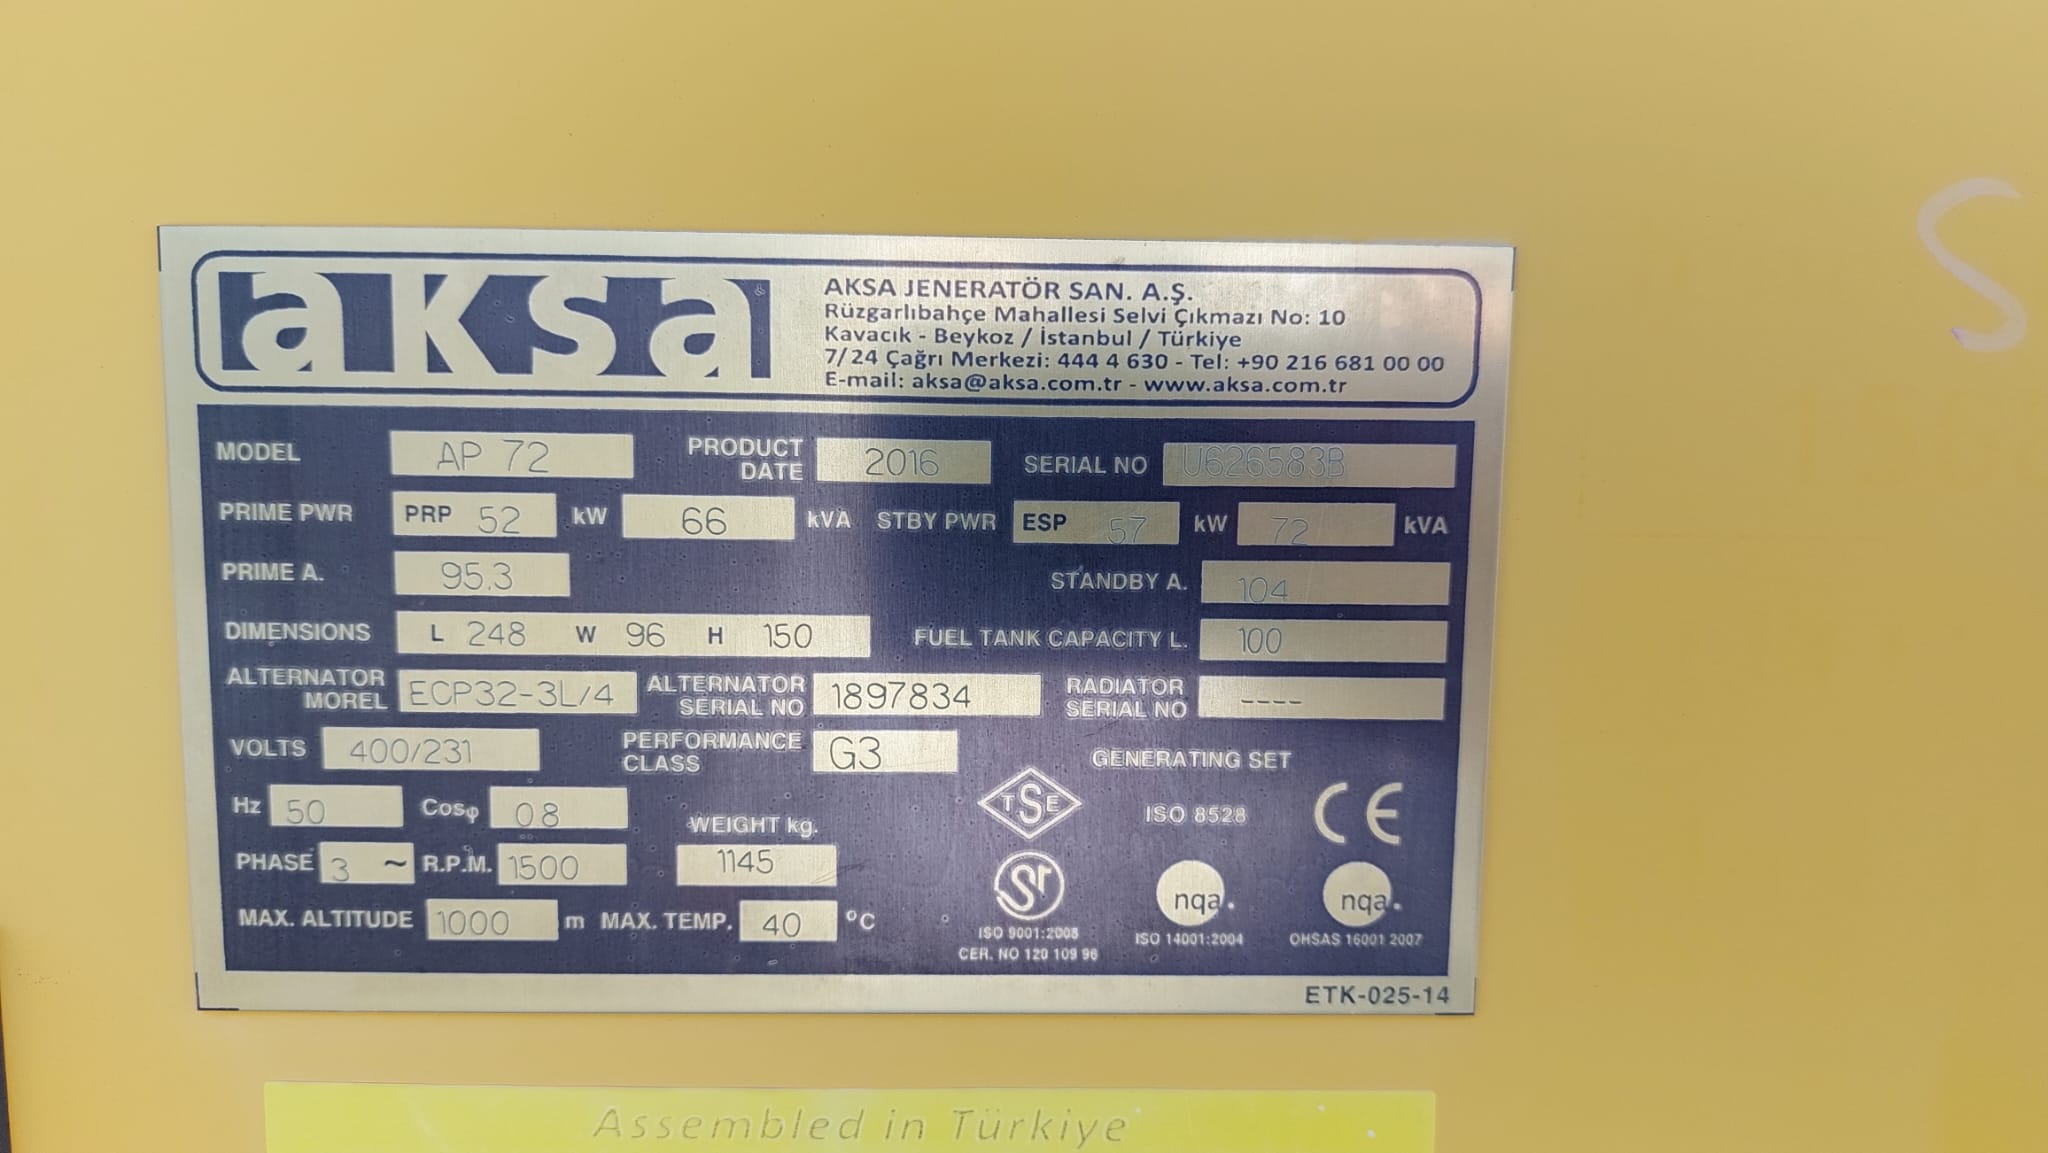 aksa
AKSA JENERATÖR SAN. A.Ş.
Rüzgarlıbahçe Mahallesi Selvi Çıkmazı No: 10
Kavacık - Beykoz / İstanbul / Türkiye
7/24 Çağrı Merkezi: 444 4 630 - Tel: +90 216 681 00 00
E-mail: aksa@aksa.com.tr - www.aksa.com.tr
MODEL AP 72 PRODUCT DATE 2016 SERIAL NO U626583B
PRIME PWR PRP 52 kW 66 kVA STBY PWR ESP 57 kW 72 kVA
PRIME A. 95.3 STANDBY A. 104
DIMENSIONS L 248 W 96 H 150 FUEL TANK CAPACITY L. 100
ALTERNATOR MOREL ECP32-3L/4 ALTERNATOR SERIAL NO 1897834 RADIATOR SERIAL NO ----
VOLTS 400/231 PERFORMANCE CLASS G3 GENERATING SET
Hz 50 Cosφ 08 WEIGHT kg. TSE ISO 8528 CE
PHASE 3 ~ R.P.M. 1500 1145 nqa. nqa.
MAX. ALTITUDE 1000 m MAX. TEMP. 40 °C
ISO 9001:2008 ISO 14001:2004 OHSAS 16001 2007
CER. NO 120 109 96
ETK-025-14
Assembled in Türkiye
S